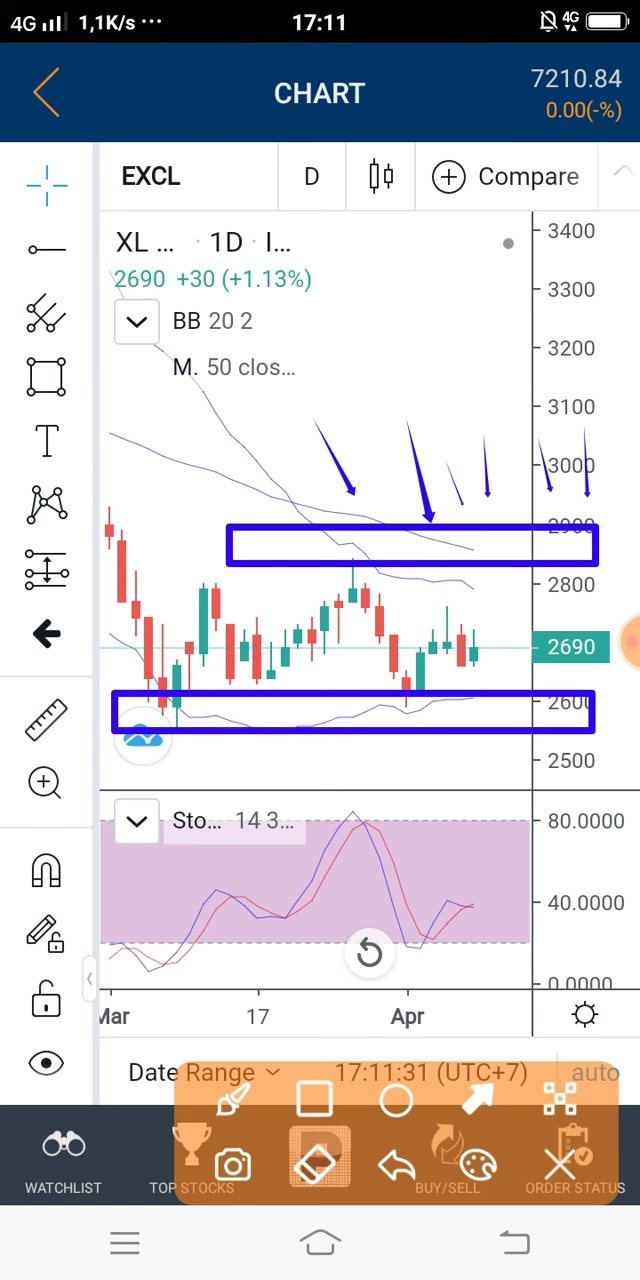 4G 1,1K/s ··· 17:11 4G
CHART
7210.84
0.00(-%)
EXCL D Compare
XL ... · 1D · I...
2690 +30 (+1.13%)
BB 20 2
M. 50 clos...
3400
3300
3200
3100
3000
2900
2800
2690
2600
2500
Sto... 14 3...
80.0000
40.0000
0.0000
Mar 17 Apr
Date Range 17:11:31 (UTC+7) auto
WATCHLIST TOP STOCKS BUY/SELL ORDER STATUS